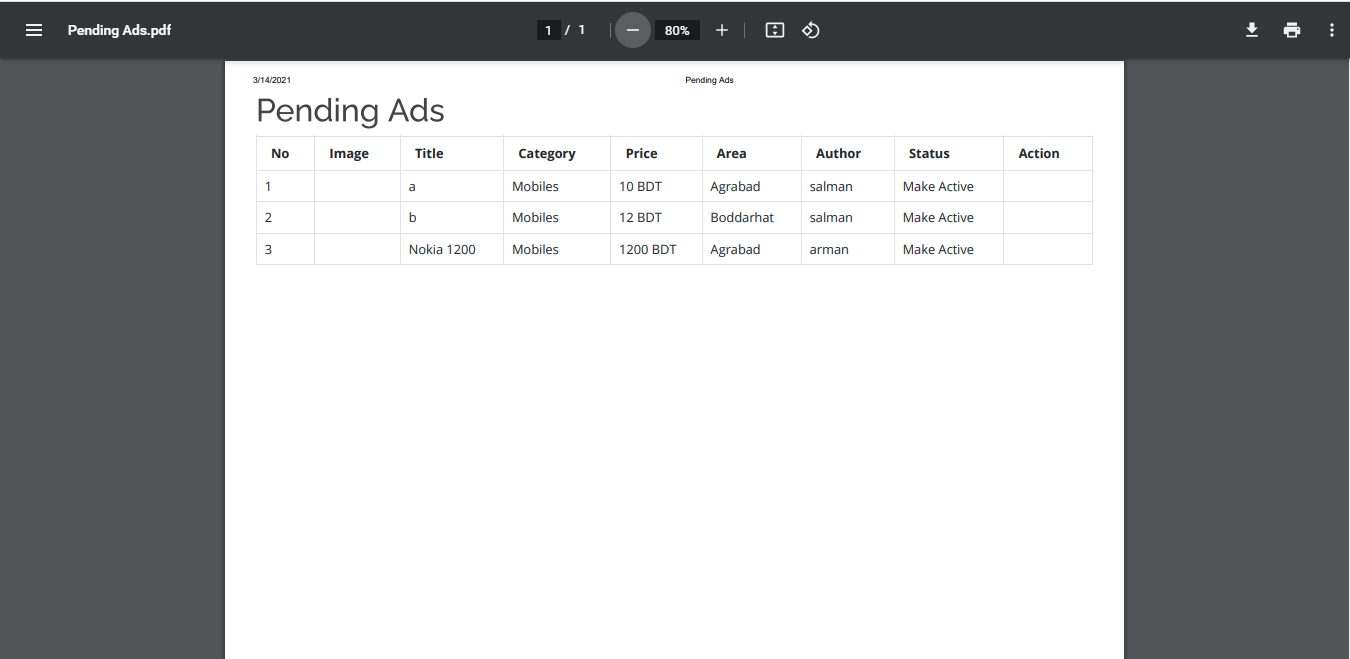 Pending Ads.pdf
1 / 1
80%
3/14/2021 Pending Ads
Pending Ads
No Image Title Category Price Area Author Status Action
1 a Mobiles 10 BDT Agrabad salman Make Active
2 b Mobiles 12 BDT Boddarhat salman Make Active
3 Nokia 1200 Mobiles 1200 BDT Agrabad arman Make Active